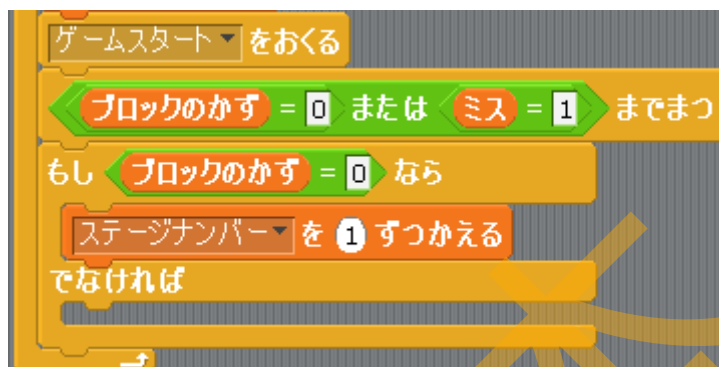 ゲームスタート をおくる
ブロックのかず = 0 または ミス = 1 までまつ
もし ブロックのかず = 0 なら
ステージナンバー を 1 ずつかえる
でなければ